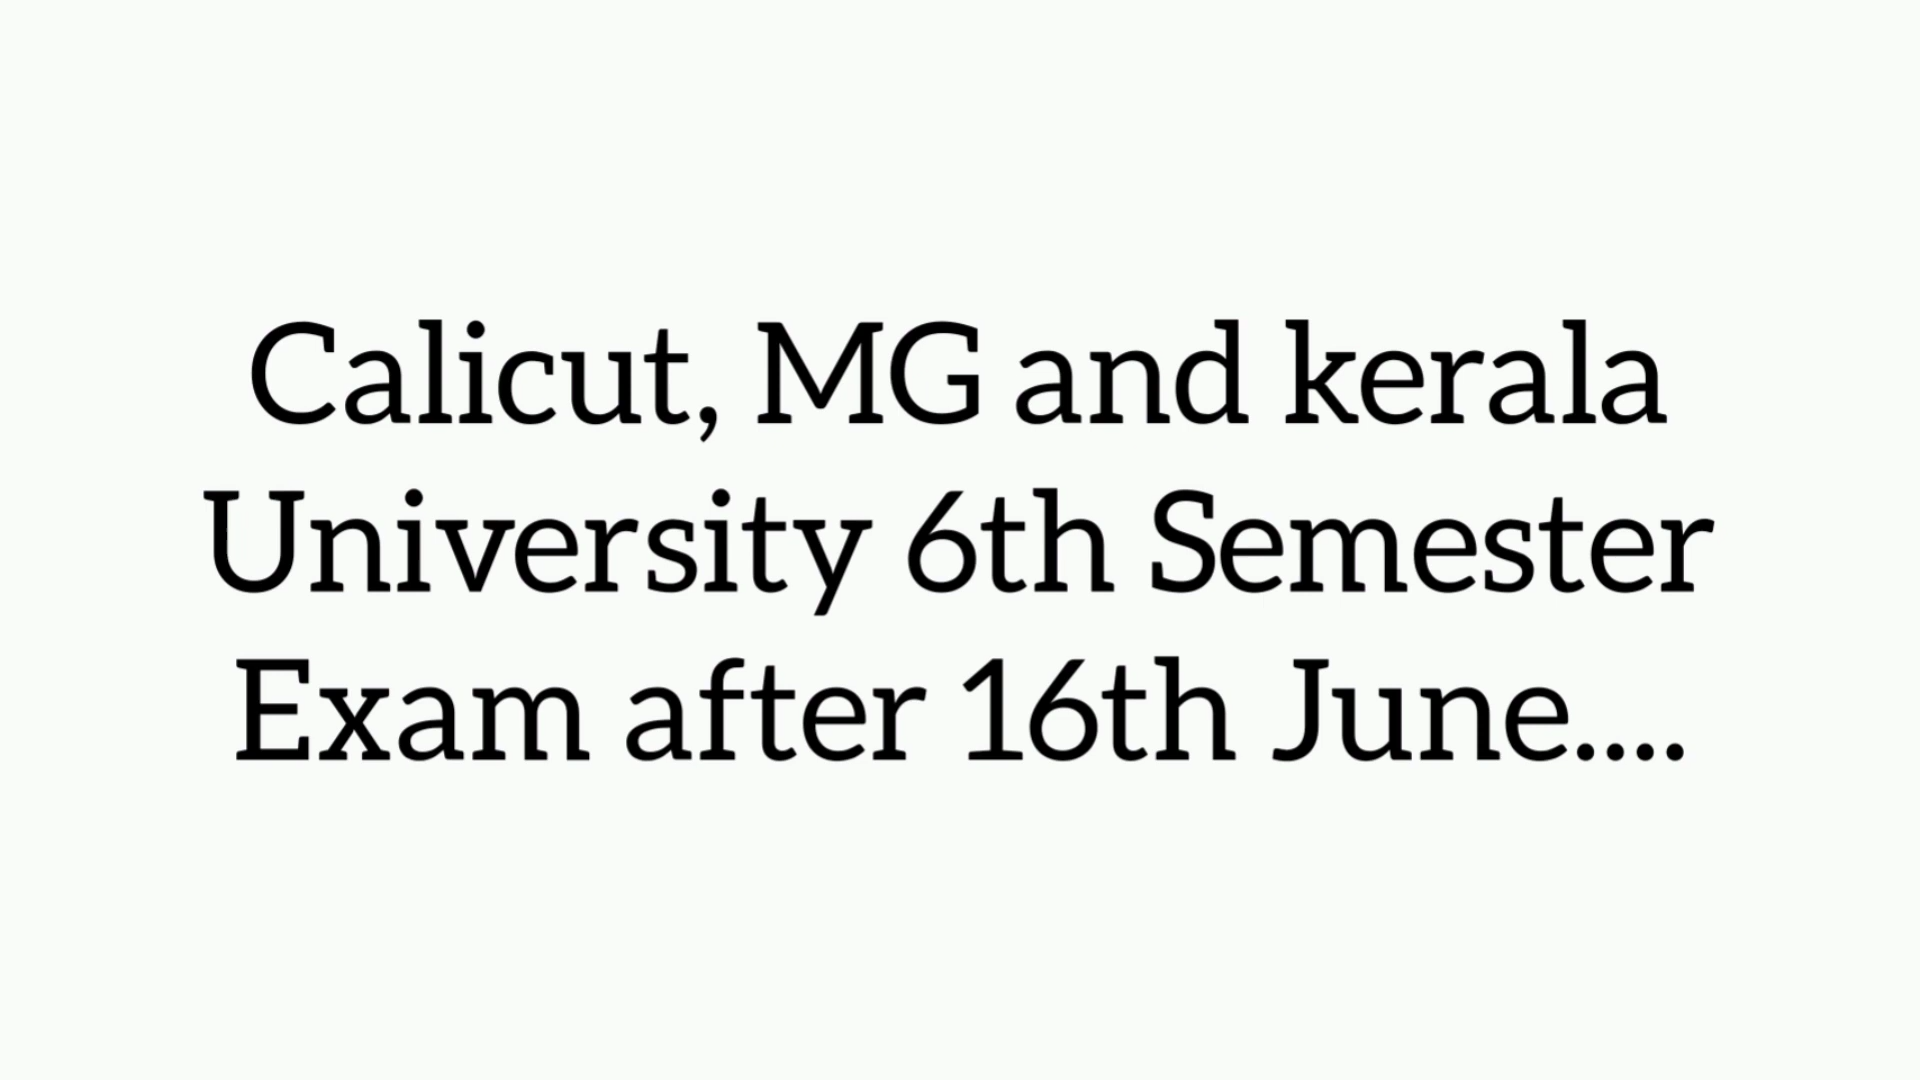 Calicut, MG and kerala
University 6th Semester
Exam after 16th June....